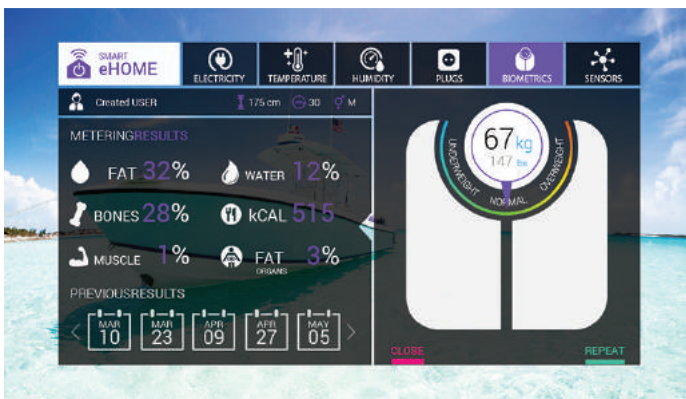 SMART
eHOME
ELECTRICITY
TEMPERATURE
HUMIDITY
PLUGS
BIOMETRICS
SENSORS
Created USER 175 cm 30 M
METERINGRESULTS
FAT 32% WATER 12%
BONES 28% kCAL 515
MUSCLE 1% FAT 3%
ORGANS
PREVIOUSRESULTS
MAR
10
MAR
23
APR
09
APR
27
MAY
05
67 kg
147 lbs
UNDERWEIGHT
NORMAL
OVERWEIGHT
CLOSE
REPEAT